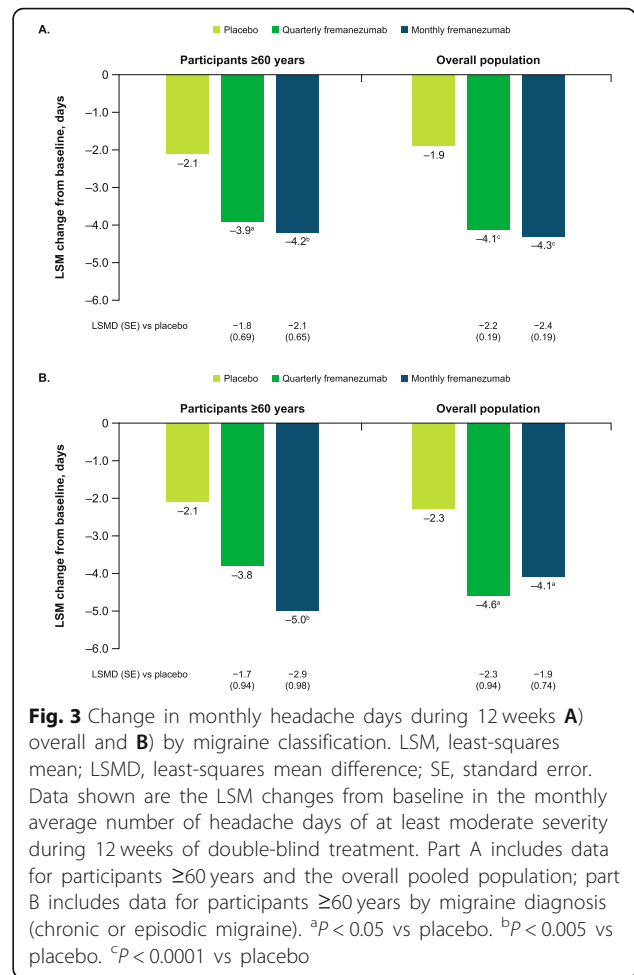 A.
Placebo Quarterly fremanezumab Monthly fremanezumab
Participants ≥60 years Overall population
LSM change from baseline, days
0
–1.0
–2.0
–3.0
–4.0
–5.0
–6.0
–2.1
–3.9ᵃ
–4.2ᵇ
–1.9
–4.1ᶜ
–4.3ᶜ
LSMD (SE) vs placebo −1.8 −2.1 −2.2 −2.4
(0.69) (0.65) (0.19) (0.19)
B.
Placebo Quarterly fremanezumab Monthly fremanezumab
Participants ≥60 years Overall population
LSM change from baseline, days
0
–1.0
–2.0
–3.0
–4.0
–5.0
–6.0
–2.1
–3.8
–5.0ᵇ
–2.3
–4.6ᵃ
–4.1ᵃ
LSMD (SE) vs placebo −1.7 −2.9 −2.3 −1.9
(0.94) (0.98) (0.94) (0.74)
Fig. 3 Change in monthly headache days during 12 weeks A)
overall and B) by migraine classification. LSM, least-squares
mean; LSMD, least-squares mean difference; SE, standard error.
Data shown are the LSM changes from baseline in the monthly
average number of headache days of at least moderate severity
during 12 weeks of double-blind treatment. Part A includes data
for participants ≥60 years and the overall pooled population; part
B includes data for participants ≥60 years by migraine diagnosis
(chronic or episodic migraine). ᵃP < 0.05 vs placebo. ᵇP < 0.005 vs
placebo. ᶜP < 0.0001 vs placebo